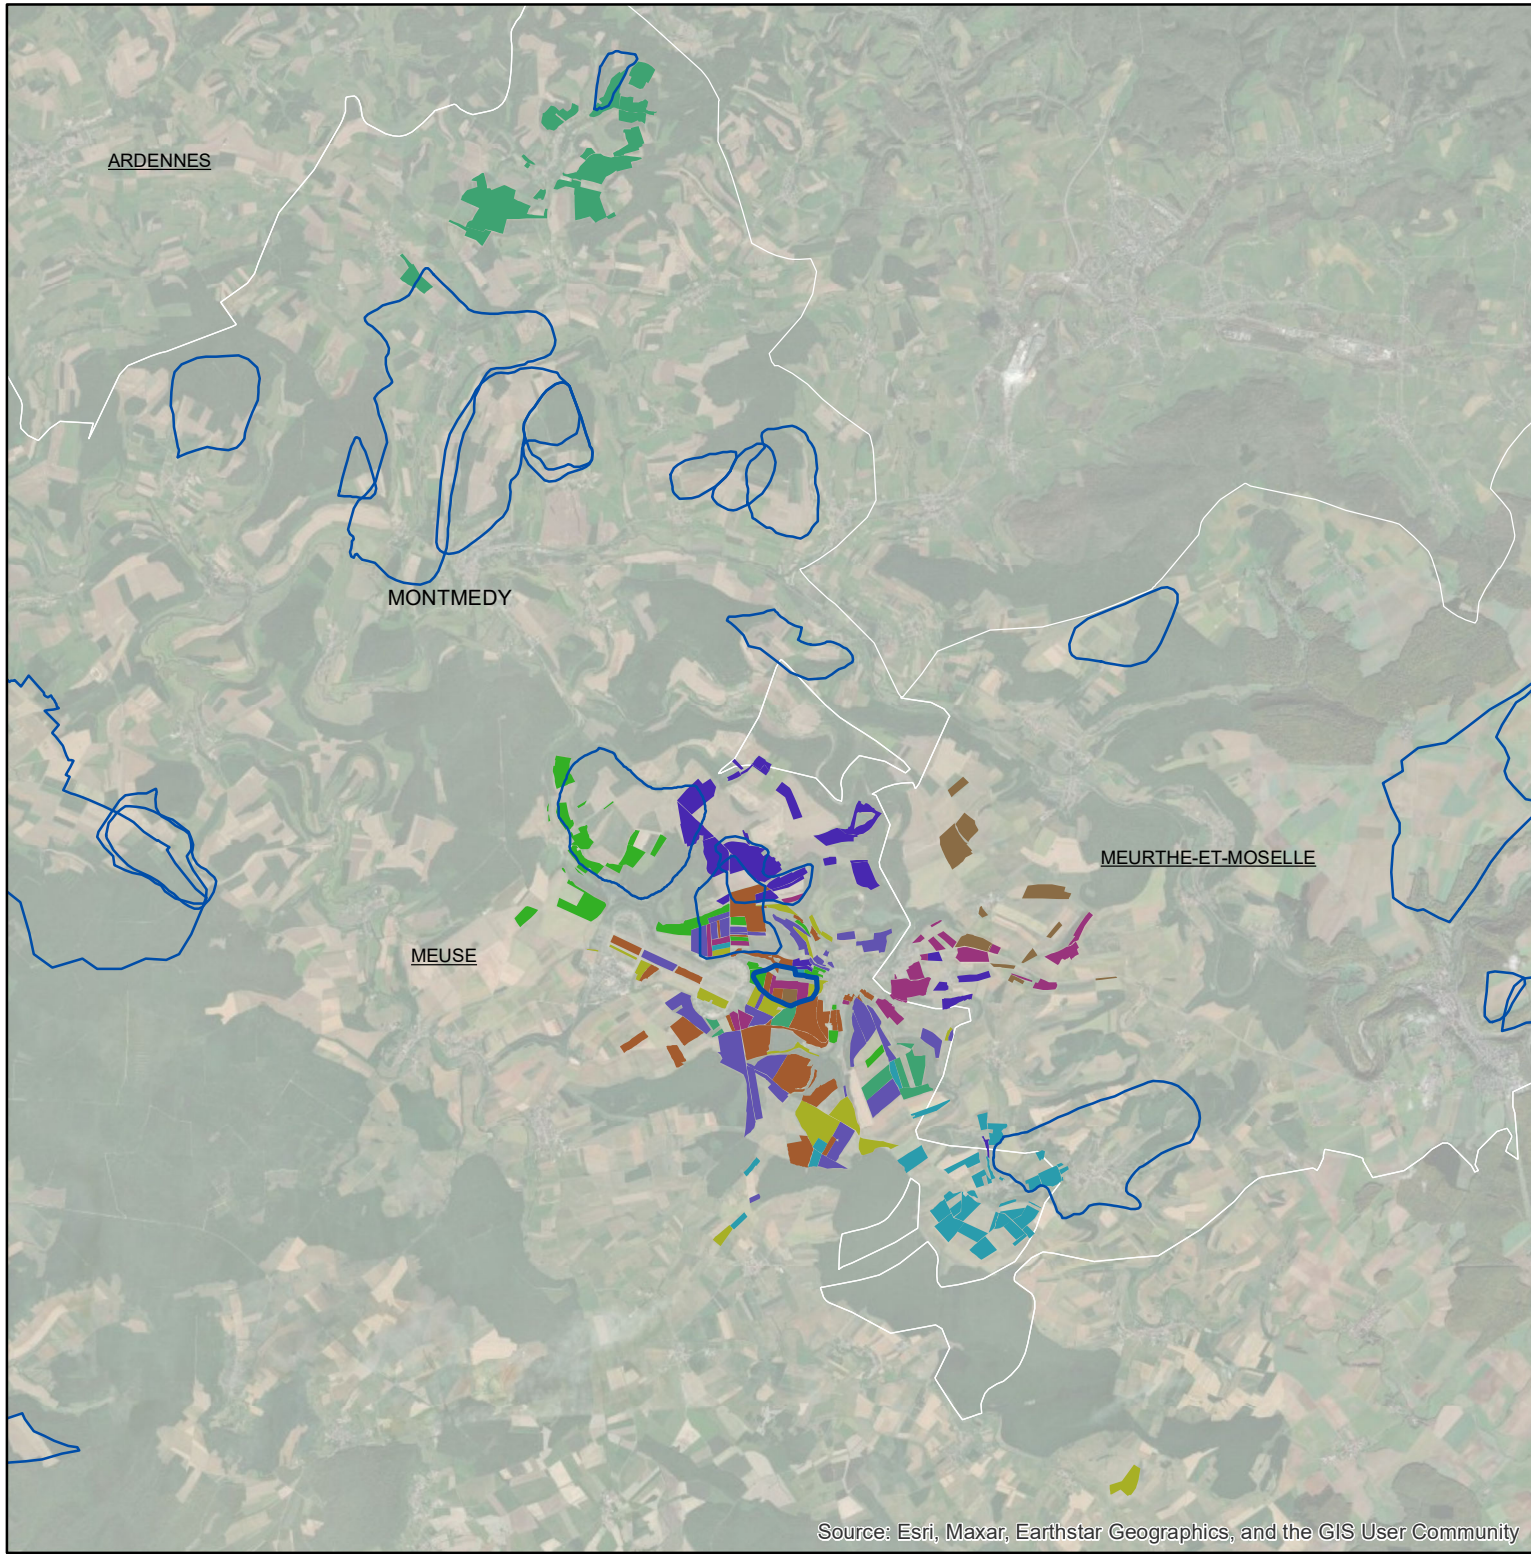 ARDENNES
MONTMEDY
MEURTHE-ET-MOSELLE
MEUSE
Source: Esri, Maxar, Earthstar Geographics, and the GIS User Community